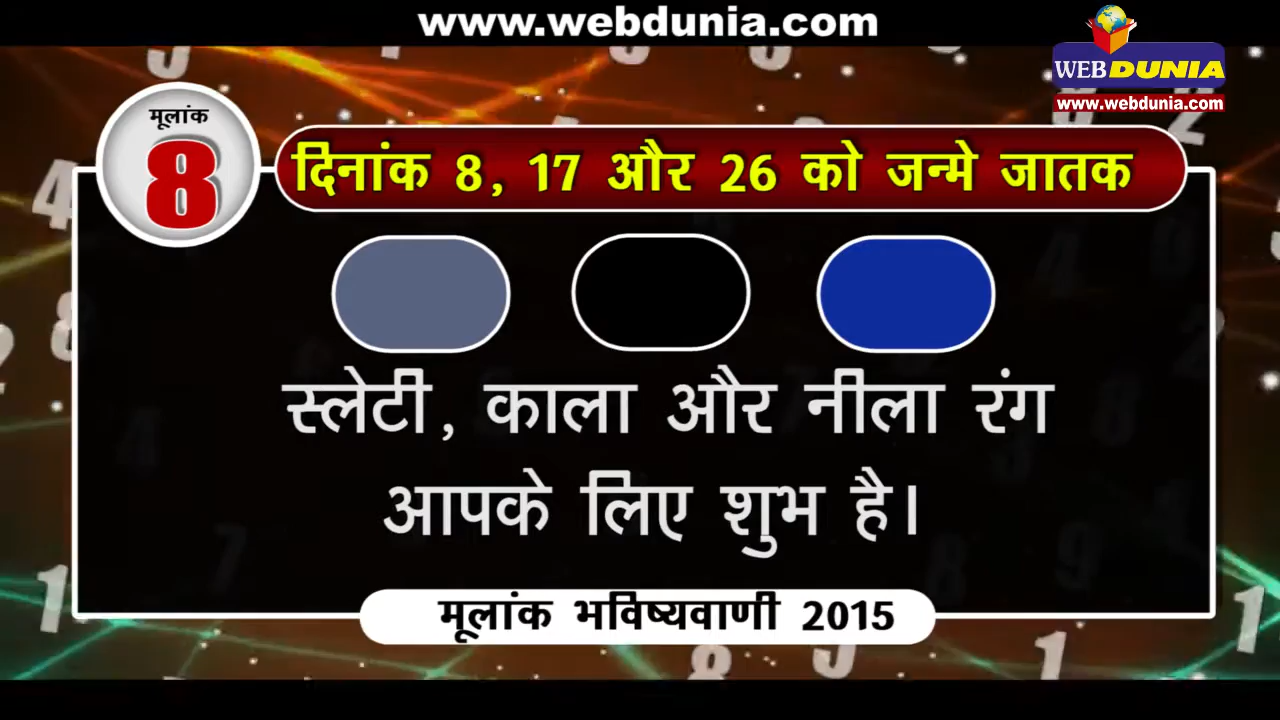 www.webdunia.com
WEBDUNIA
www.webdunia.com
मूलांक
8
दिनांक 8, 17 और 26 को जन्मे जातक
स्लेटी, काला और नीला रंग
आपके लिए शुभ है।
मूलांक भविष्यवाणी 2015